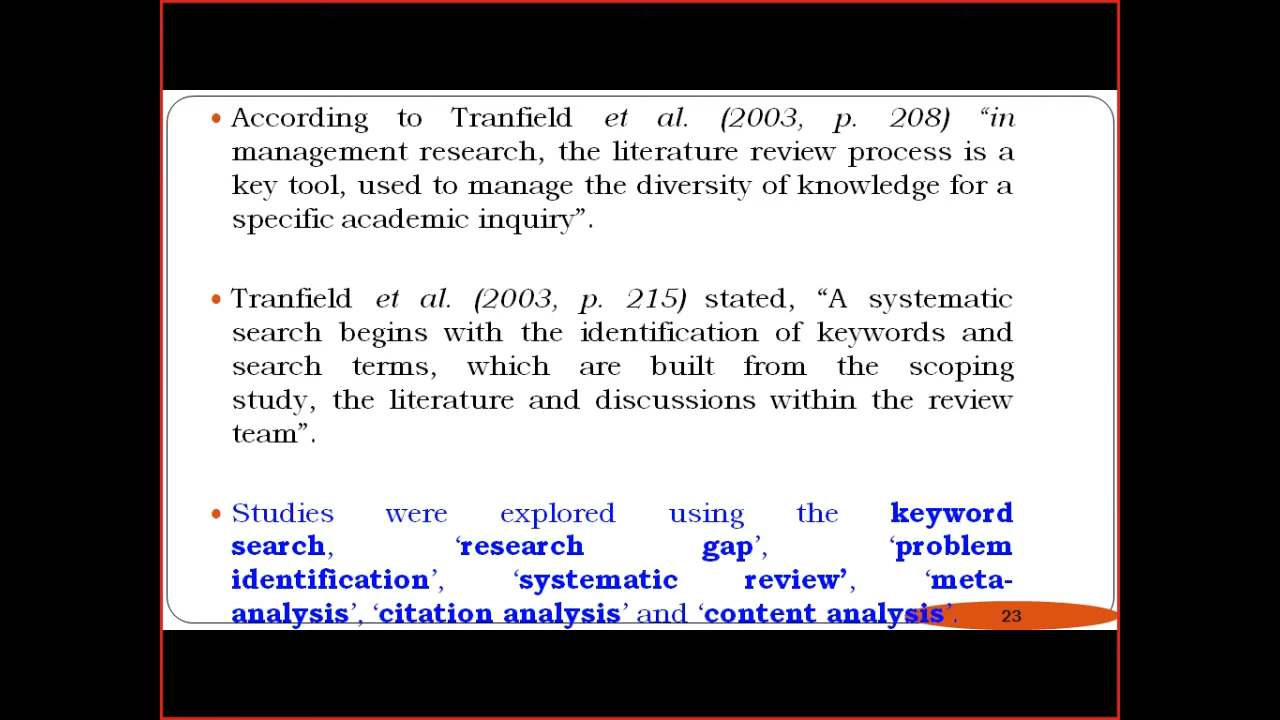 • According to Tranfield et al. (2003, p. 208) “in
management research, the literature review process is a
key tool, used to manage the diversity of knowledge for a
specific academic inquiry”.
• Tranfield et al. (2003, p. 215) stated, “A systematic
search begins with the identification of keywords and
search terms, which are built from the scoping
study, the literature and discussions within the review
team”.
• Studies were explored using the keyword
search, ‘research gap’, ‘problem
identification’, ‘systematic review’, ‘meta-
analysis’, ‘citation analysis’ and ‘content analysis’.
23